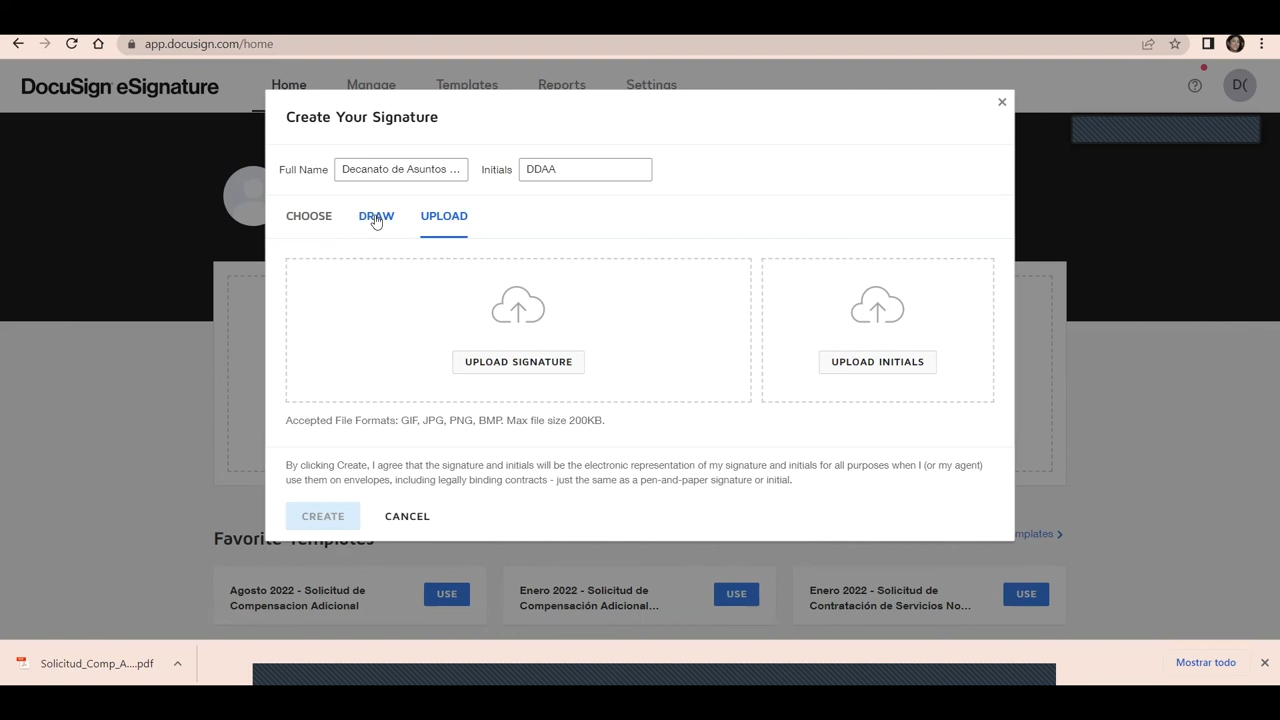 app.docusign.com/home
DocuSign eSignature
Home
Manage
Templates
Reports
Settings
D(
Create Your Signature
Full Name
Decanato de Asuntos ...
Initials
DDAA
CHOOSE
DRAW
UPLOAD
UPLOAD SIGNATURE
UPLOAD INITIALS
Accepted File Formats: GIF, JPG, PNG, BMP. Max file size 200KB.
By clicking Create, I agree that the signature and initials will be the electronic representation of my signature and initials for all purposes when I (or my agent)
use them on envelopes, including legally binding contracts - just the same as a pen-and-paper signature or initial.
CREATE
CANCEL
Favorite Templates
mplates
Agosto 2022 - Solicitud de
Compensacion Adicional
USE
Enero 2022 - Solicitud de
Compensación Adicional...
USE
Enero 2022 - Solicitud de
Contratación de Servicios No...
USE
Solicitud_Comp_A....pdf
Mostrar todo